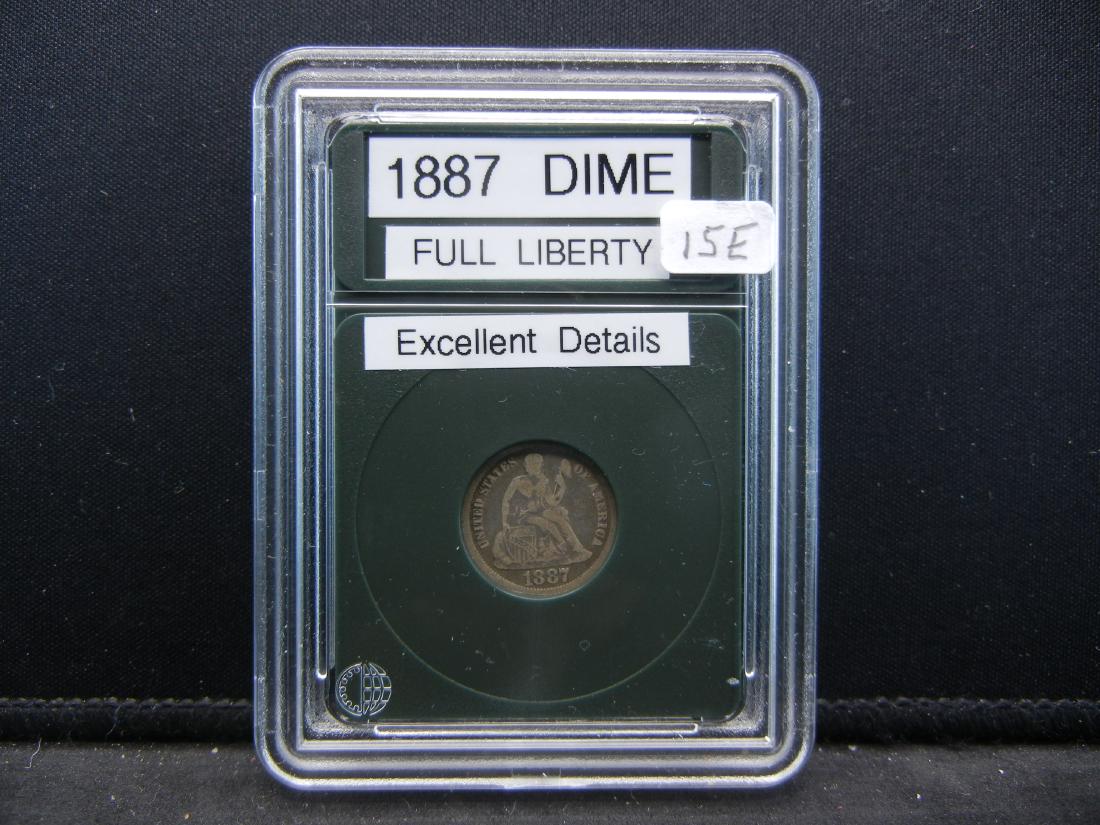 1887 DIME
FULL LIBERTY
15E
Excellent Details
UNITED STATES OF AMERICA
1887